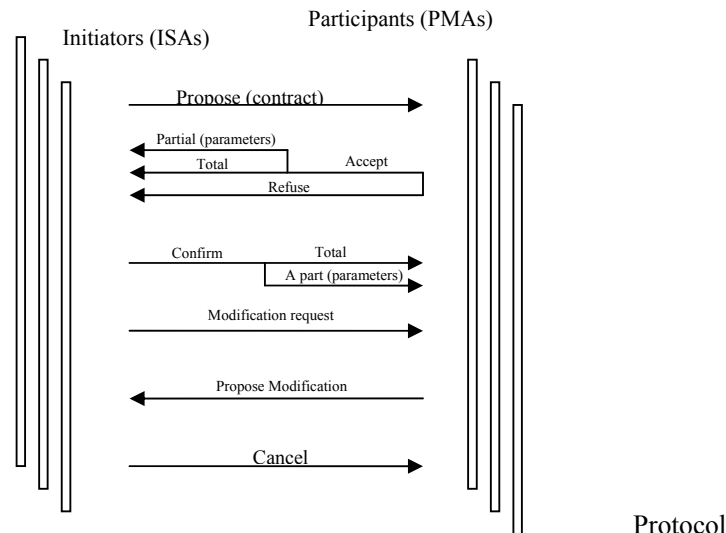 Participants (PMAs)
Initiators (ISAs)
Propose (contract)
Partial (parameters)
Total Accept
Refuse
Confirm Total
A part (parameters)
Modification request
Propose Modification
Cancel
Protocol